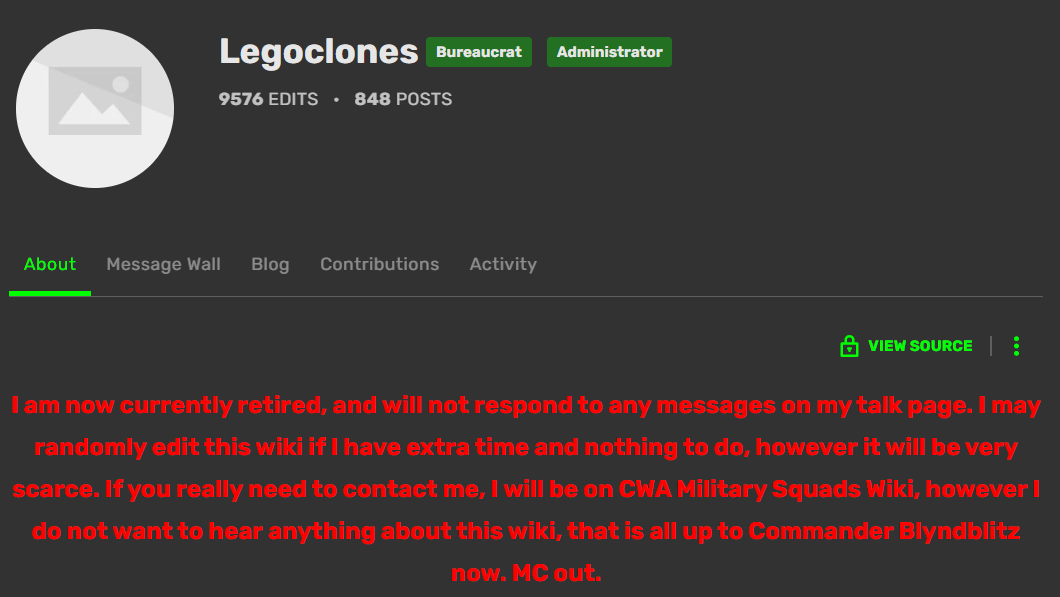 Legoclones Bureaucrat Administrator
9576 EDITS • 848 POSTS
About Message Wall Blog Contributions Activity
VIEW SOURCE
I am now currently retired, and will not respond to any messages on my talk page. I may
randomly edit this wiki if I have extra time and nothing to do, however it will be very
scarce. If you really need to contact me, I will be on CWA Military Squads Wiki, however I
do not want to hear anything about this wiki, that is all up to Commander Blyndblitz
now. MC out.